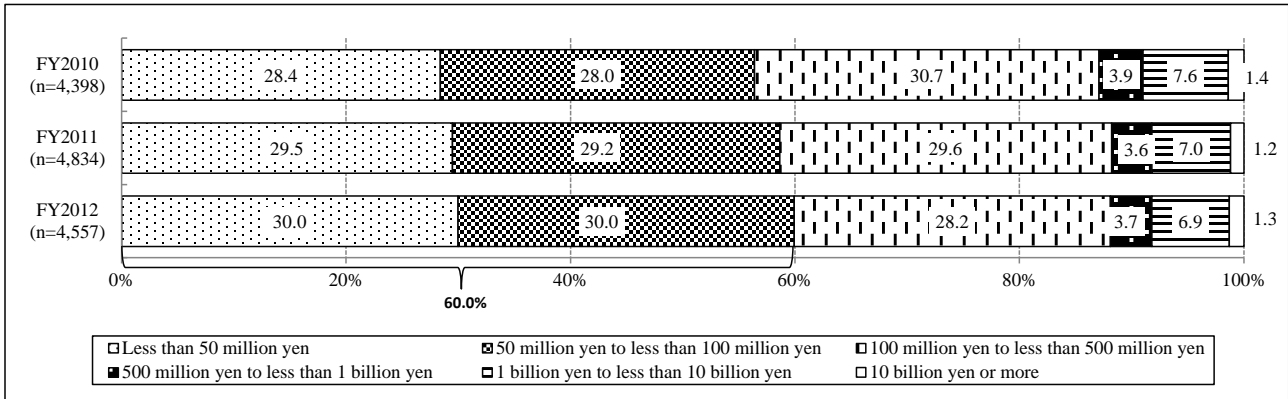 FY2010
(n=4,398)
28.4 28.0 30.7 3.9 7.6 1.4
FY2011
(n=4,834)
29.5 29.2 29.6 3.6 7.0 1.2
FY2012
(n=4,557)
30.0 30.0 28.2 3.7 6.9 1.3
0% 20% 40% 60% 80% 100%
60.0%
Less than 50 million yen 50 million yen to less than 100 million yen 100 million yen to less than 500 million yen
500 million yen to less than 1 billion yen 1 billion yen to less than 10 billion yen 10 billion yen or more